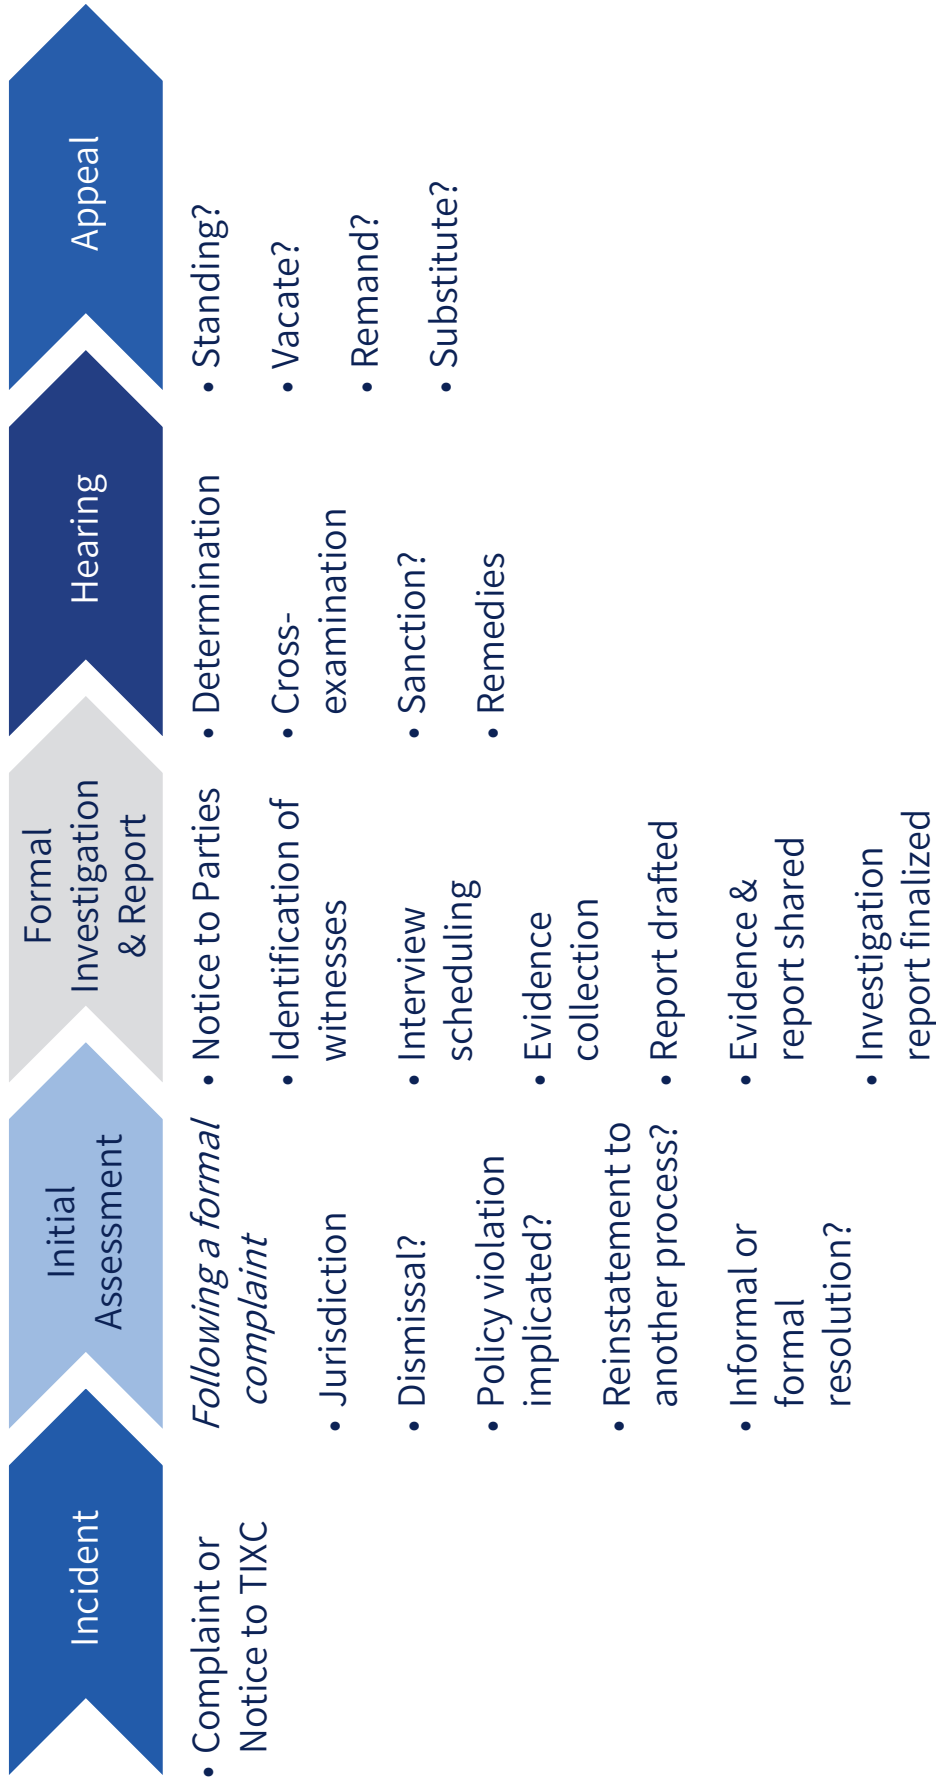 Incident
• Complaint or
Notice to TIXC
Initial
Assessment
Following a formal
complaint
• Jurisdiction
• Dismissal?
• Policy violation
implicated?
• Reinstatement to
another process?
• Informal or
formal
resolution?
Formal
Investigation
& Report
• Notice to Parties
• Identification of
witnesses
• Interview
scheduling
• Evidence
collection
• Report drafted
• Evidence &
report shared
• Investigation
report finalized
Hearing
• Determination
• Cross-
examination
• Sanction?
• Remedies
Appeal
• Standing?
• Vacate?
• Remand?
• Substitute?